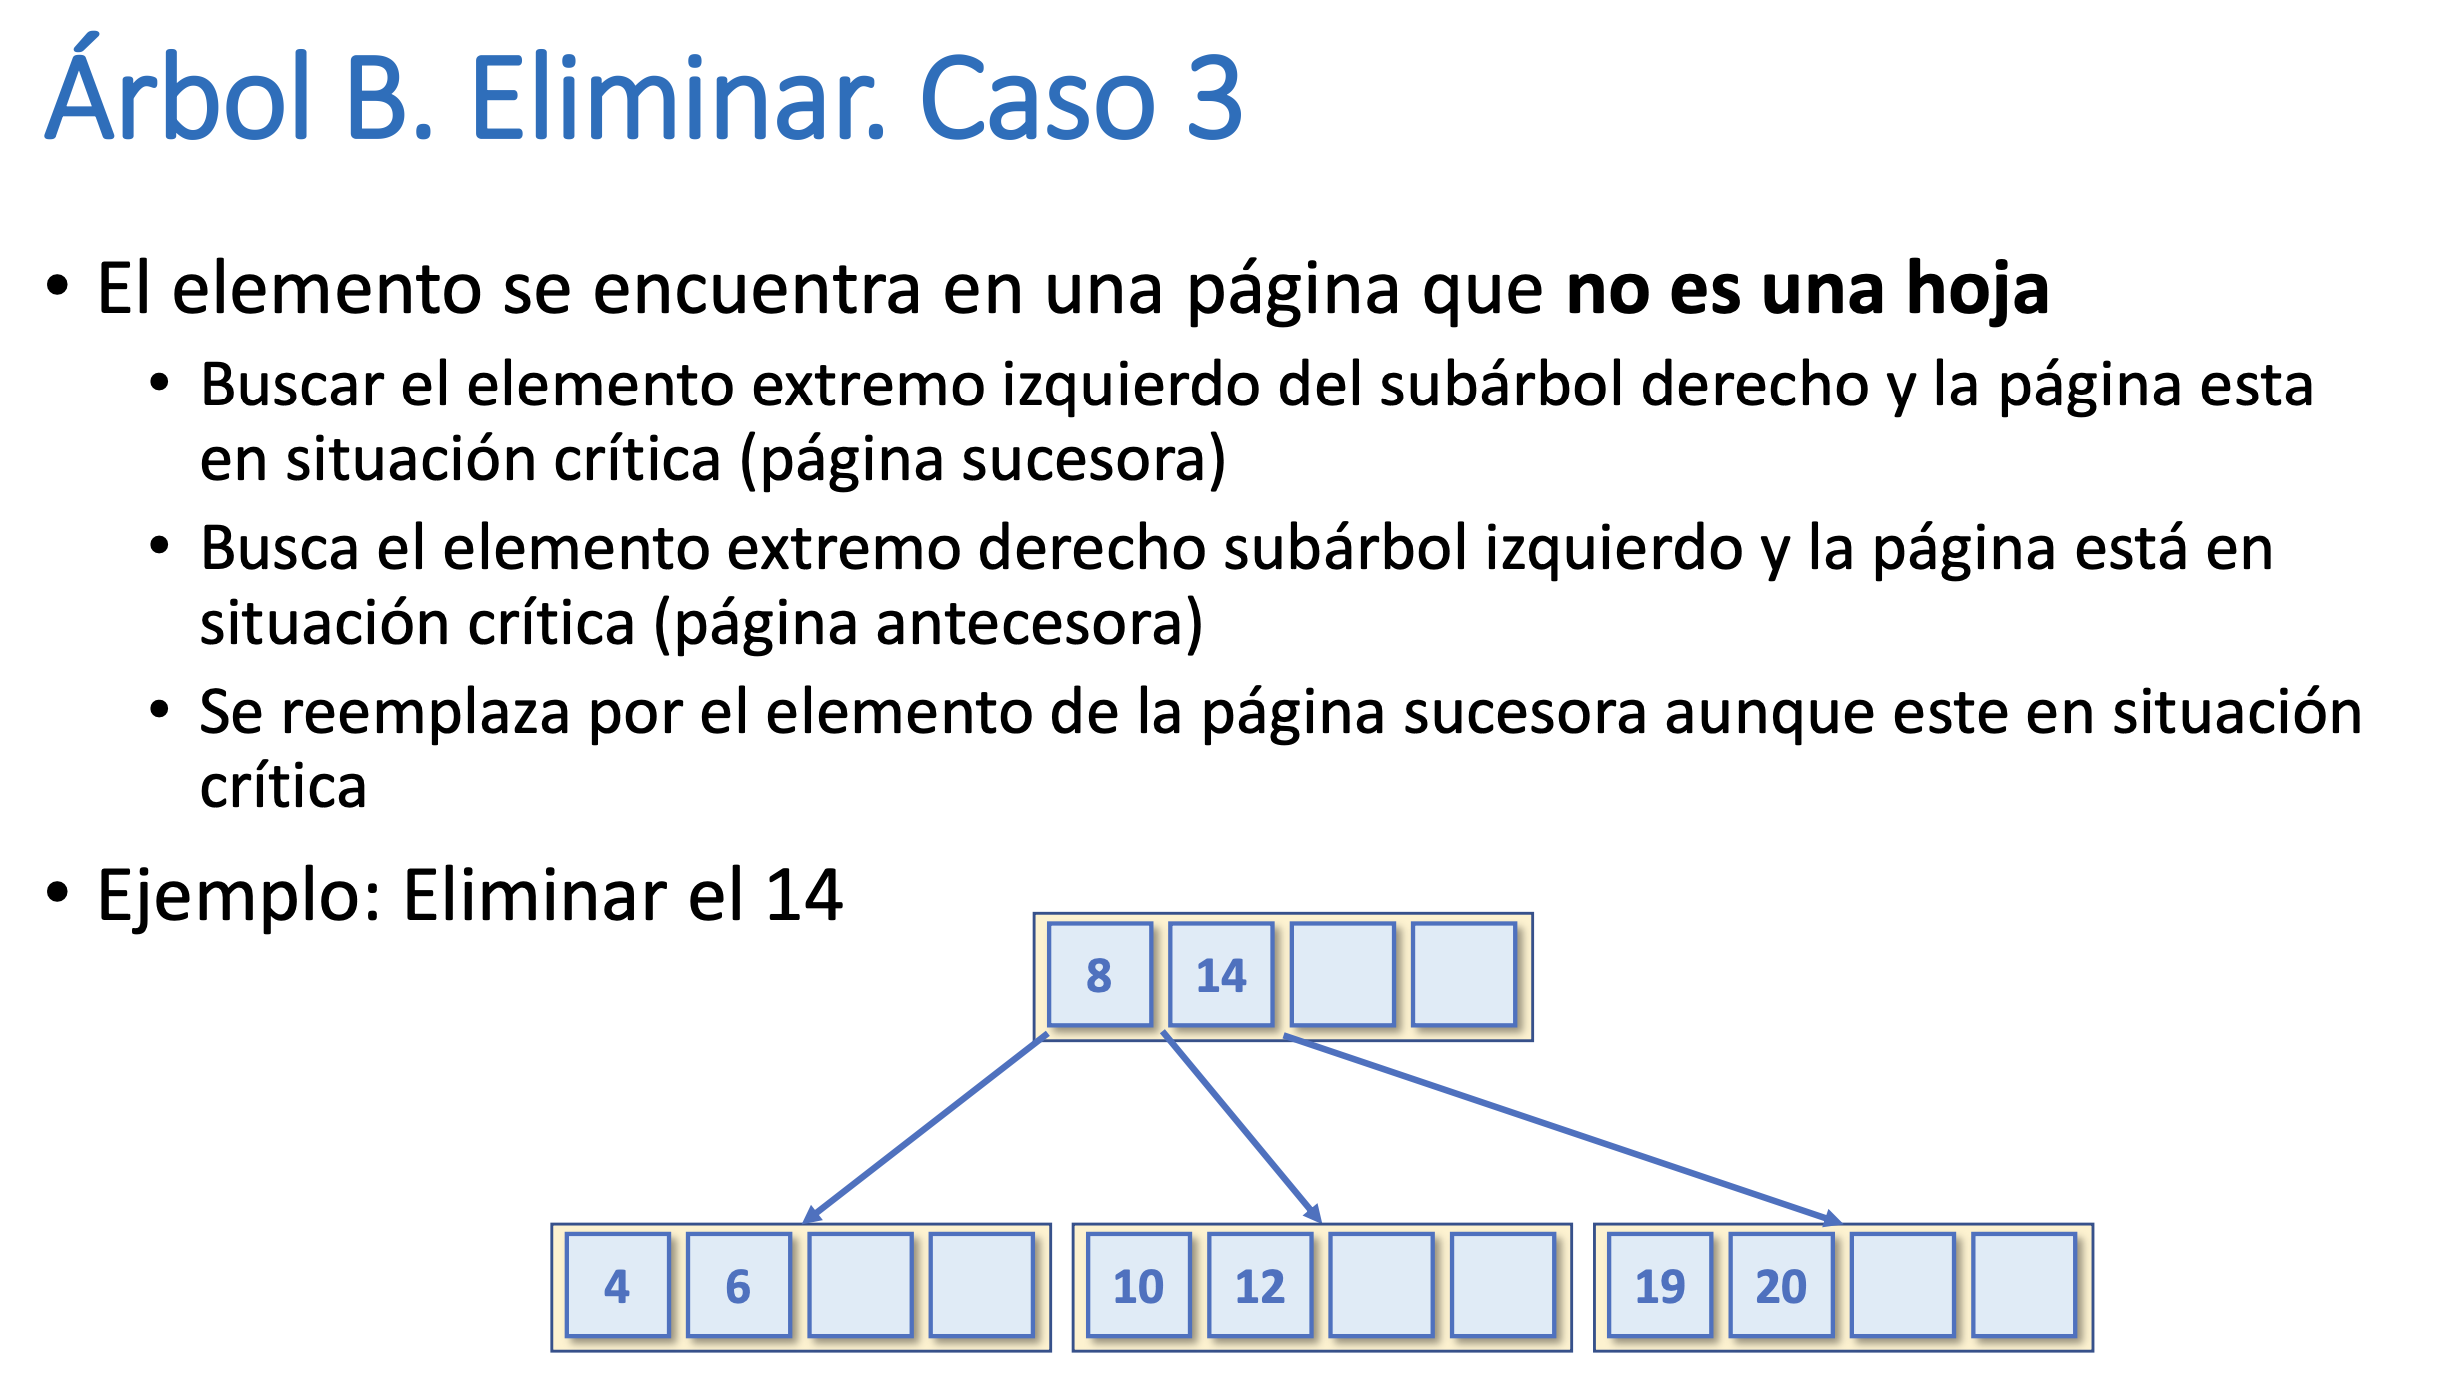 Árbol B. Eliminar. Caso 3
• El elemento se encuentra en una página que no es una hoja
• Buscar el elemento extremo izquierdo del subárbol derecho y la página esta
en situación crítica (página sucesora)
• Busca el elemento extremo derecho subárbol izquierdo y la página está en
situación crítica (página antecesora)
• Se reemplaza por el elemento de la página sucesora aunque este en situación
crítica
• Ejemplo: Eliminar el 14
8 14
4 6 10 12 19 20